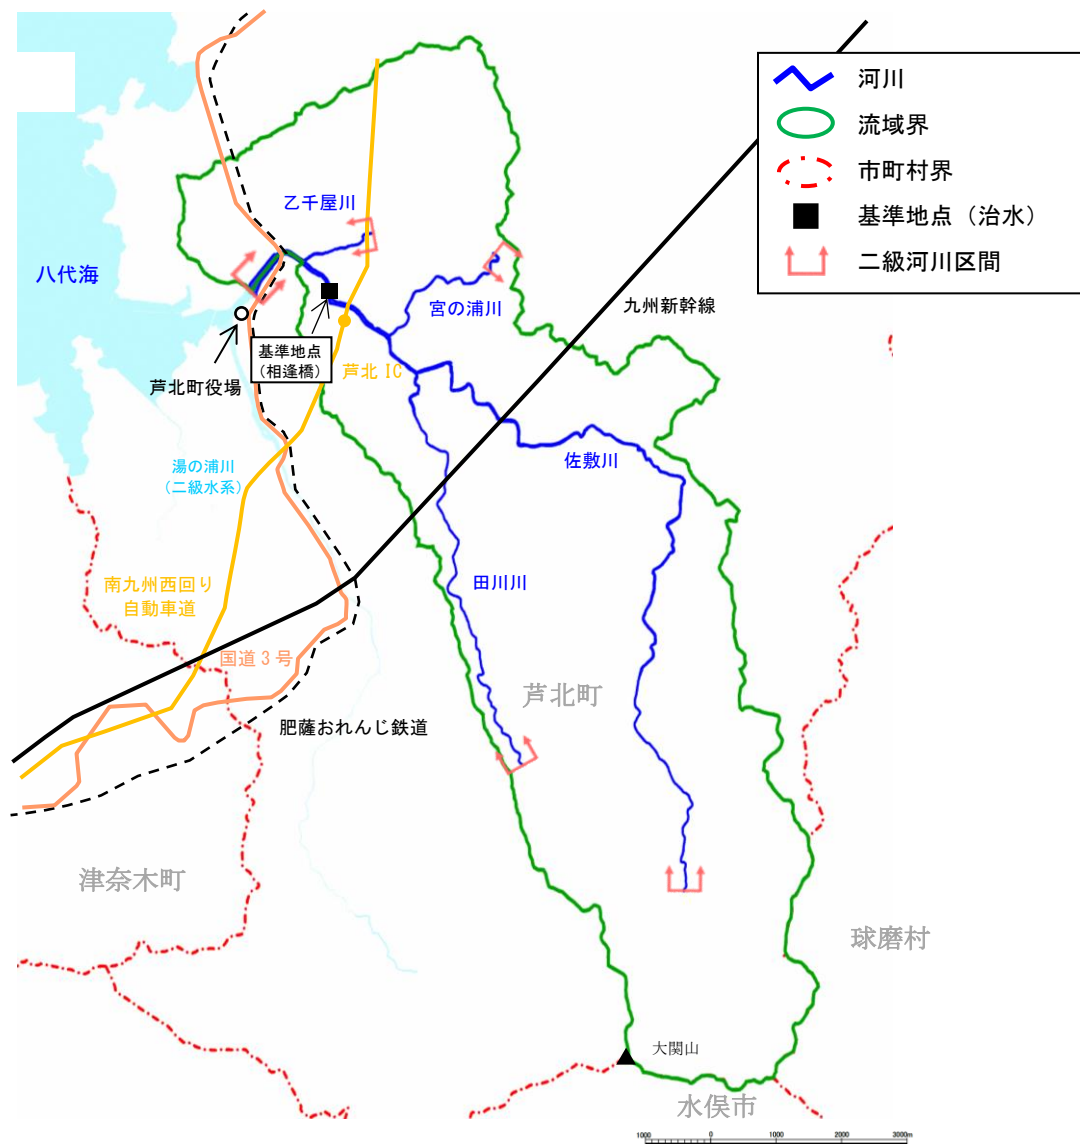 河川
流域界
市町村界
基準地点（治水）
二級河川区間
乙千屋川
八代海
宮の浦川
九州新幹線
基準地点
（相逢橋）
芦北IC
芦北町役場
佐敷川
湯の浦川
（二級水系）
田川川
南九州西回り
自動車道
国道3号
芦北町
肥薩おれんじ鉄道
津奈木町
球磨村
大関山
水俣市
1000 0 1000 2000 3000m